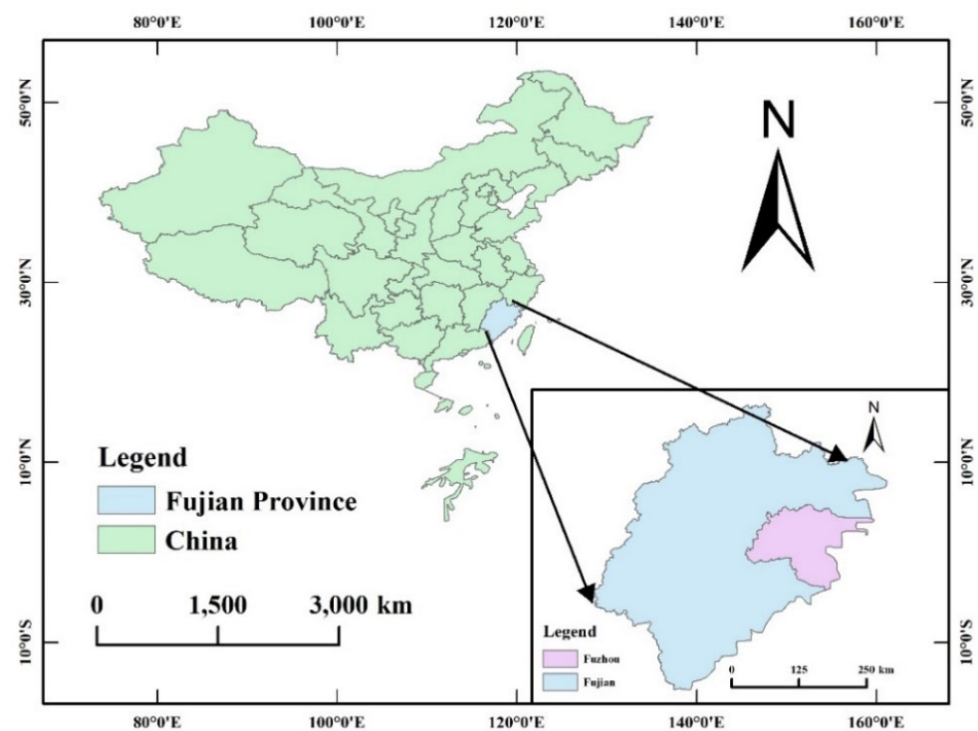 80°0'E 100°0'E 120°0'E 140°0'E 160°0'E
50°0'N 50°0'N
N
30°0'N 30°0'N
N
10°0'N 10°0'N
Legend
Fujian Province
China
0 1,500 3,000 km
Legend
Fuzhou
Fujian
0 125 250 km
10°0'S 10°0'S
80°0'E 100°0'E 120°0'E 140°0'E 160°0'E